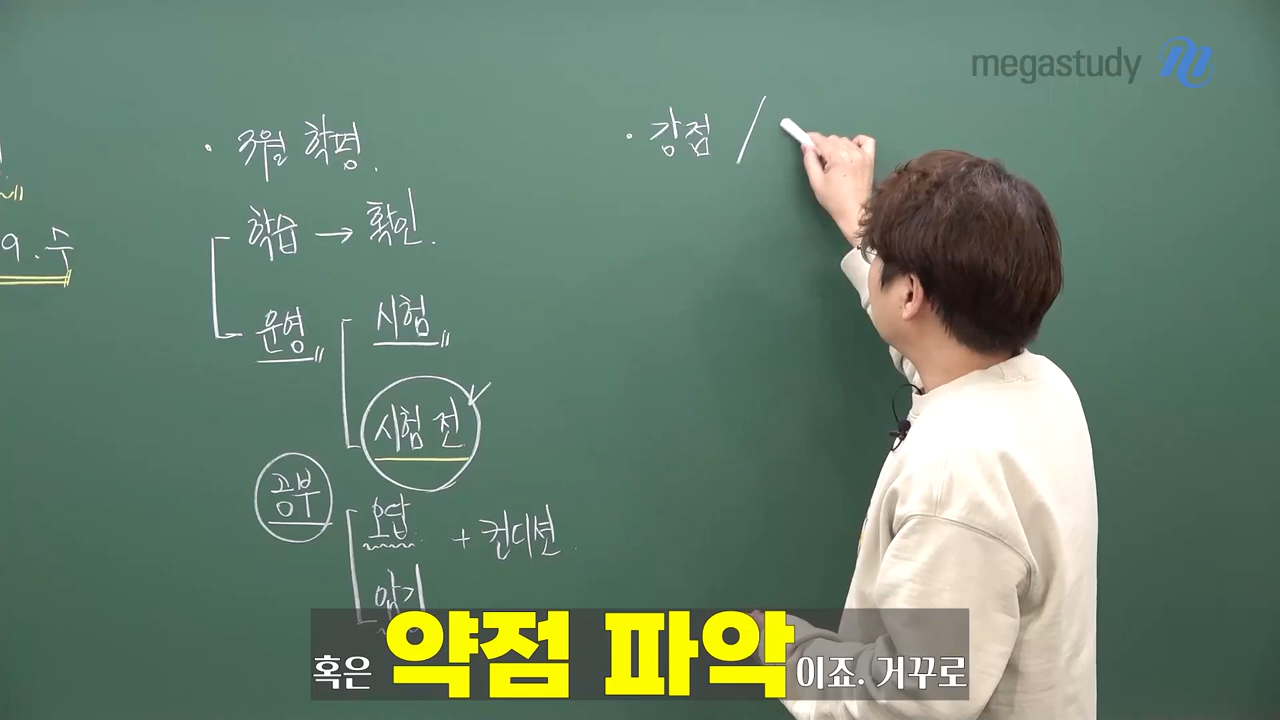 megastudy
9.수
· 3월 학평.
학습 → 확인.
운영
시험
시험 전
공부
오답
+ 컨디션
암기
· 강점 /
혹은 약점 파악이죠. 거꾸로